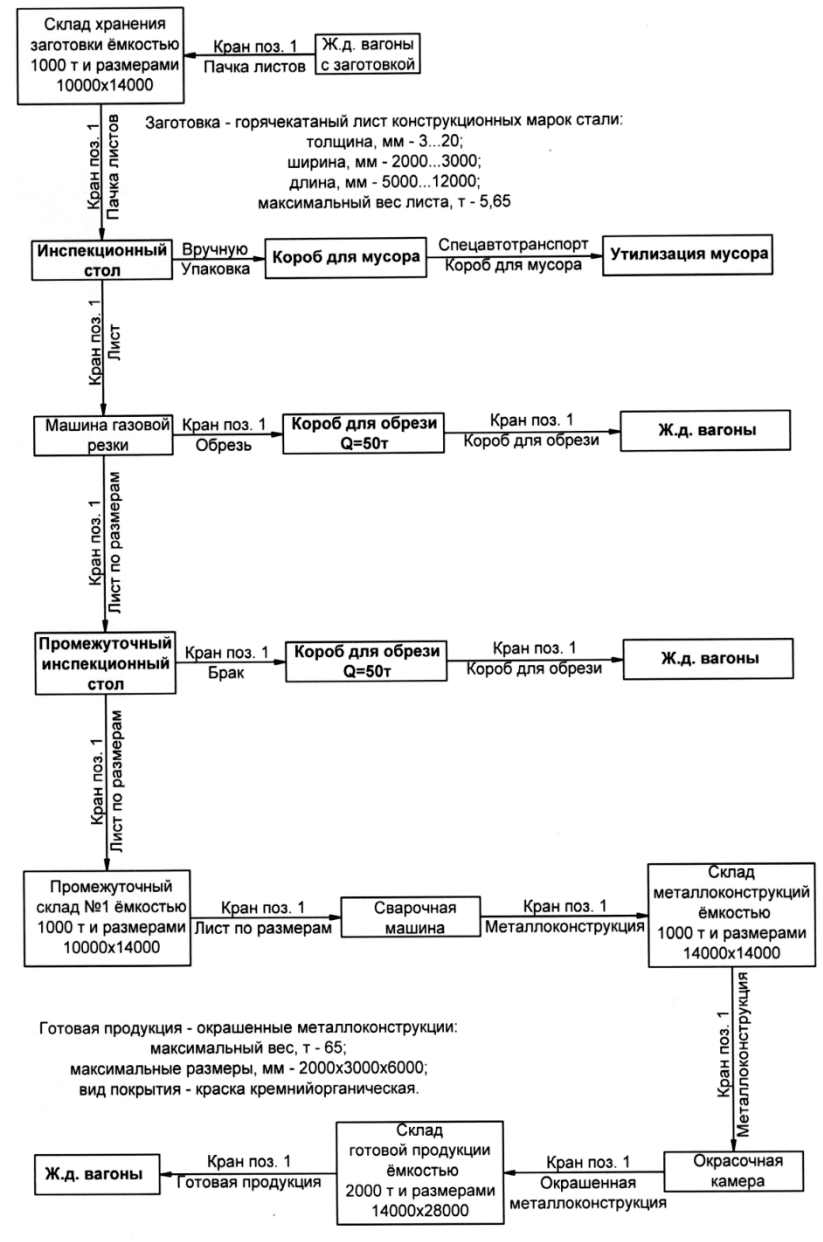 Склад хранения
заготовки ёмкостью
1000 т и размерами
10000х14000
Кран поз. 1
Пачка листов
Ж.д. вагоны
с заготовкой
Кран поз. 1
Пачка листов
Заготовка - горячекатаный лист конструкционных марок стали:
толщина, мм - 3...20;
ширина, мм - 2000...3000;
длина, мм - 5000...12000;
максимальный вес листа, т - 5,65
Инспекционный
стол
Вручную
Упаковка
Короб для мусора
Спецавтотранспорт
Короб для мусора
Утилизация мусора
Кран поз. 1
Лист
Машина газовой
резки
Кран поз. 1
Обрезь
Короб для обрези
Q=50т
Кран поз. 1
Короб для обрези
Ж.д. вагоны
Кран поз. 1
Лист по размерам
Промежуточный
инспекционный
стол
Кран поз. 1
Брак
Короб для обрези
Q=50т
Кран поз. 1
Короб для обрези
Ж.д. вагоны
Кран поз. 1
Лист по размерам
Промежуточный
склад №1 ёмкостью
1000 т и размерами
10000х14000
Кран поз. 1
Лист по размерам
Сварочная
машина
Кран поз. 1
Металлоконструкция
Склад
металлоконструкций
ёмкостью
1000 т и размерами
14000х14000
Кран поз. 1
Металлоконструкция
Готовая продукция - окрашенные металлоконструкции:
максимальный вес, т - 65;
максимальные размеры, мм - 2000х3000х6000;
вид покрытия - краска кремнийорганическая.
Ж.д. вагоны
Кран поз. 1
Готовая продукция
Склад
готовой продукции
ёмкостью
2000 т и размерами
14000х28000
Кран поз. 1
Окрашенная
металлоконструкция
Окрасочная
камера